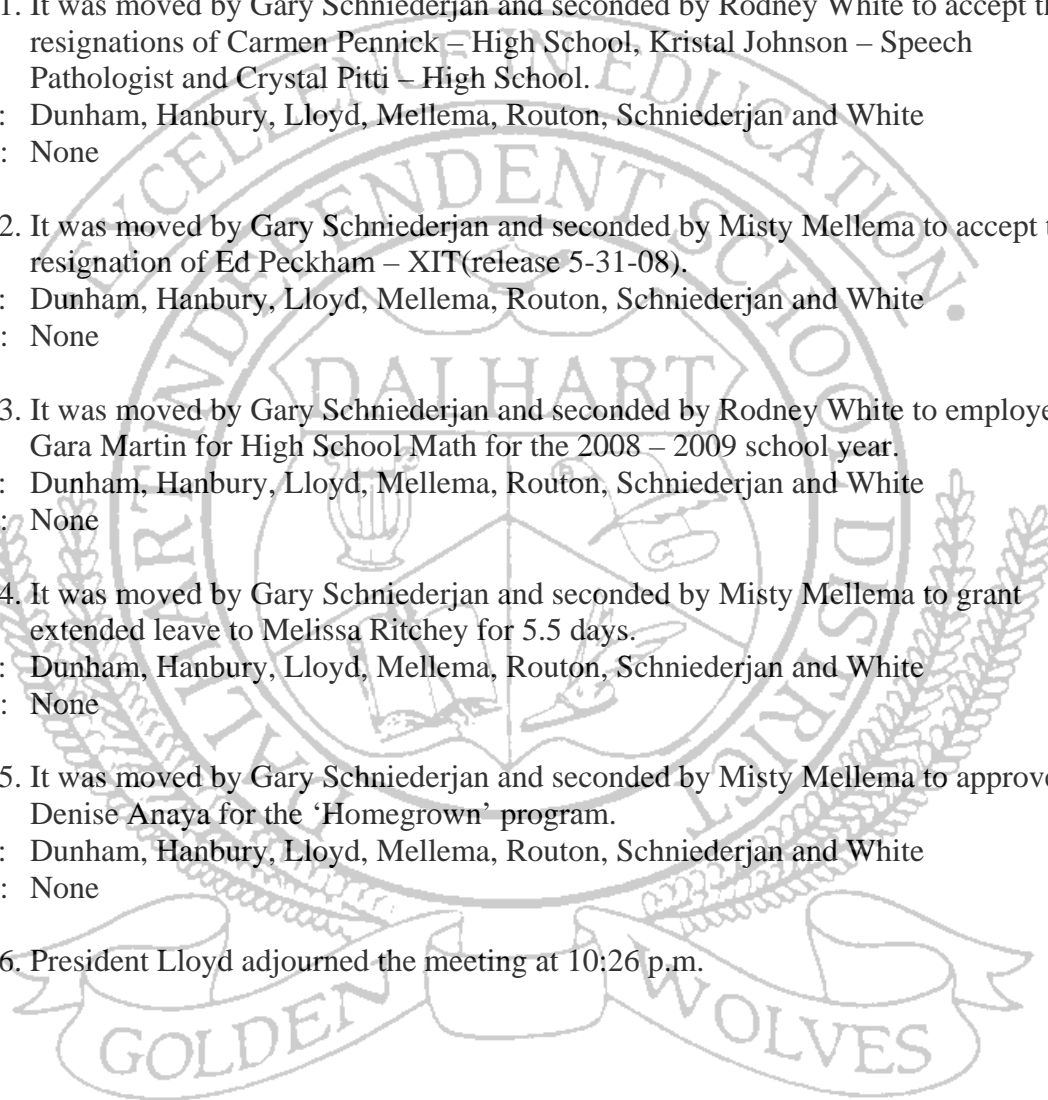 1. It was moved by Gary Schniederjan and seconded by Rodney White to accept
resignations of Carmen Pennick – High School, Kristal Johnson – Speech
Pathologist and Crystal Pitti – High School.
: Dunham, Hanbury, Lloyd, Mellema, Routon, Schniederjan and White
: None
2. It was moved by Gary Schniederjan and seconded by Misty Mellema to accept
resignation of Ed Peckham – XIT(release 5-31-08).
: Dunham, Hanbury, Lloyd, Mellema, Routon, Schniederjan and White
: None
3. It was moved by Gary Schniederjan and seconded by Rodney White to employe
Gara Martin for High School Math for the 2008 – 2009 school year.
: Dunham, Hanbury, Lloyd, Mellema, Routon, Schniederjan and White
: None
4. It was moved by Gary Schniederjan and seconded by Misty Mellema to grant
extended leave to Melissa Ritchey for 5.5 days.
: Dunham, Hanbury, Lloyd, Mellema, Routon, Schniederjan and White
: None
5. It was moved by Gary Schniederjan and seconded by Misty Mellema to approve
Denise Anaya for the ‘Homegrown’ program.
: Dunham, Hanbury, Lloyd, Mellema, Routon, Schniederjan and White
: None
6. President Lloyd adjourned the meeting at 10:26 p.m.
• EXCELLENCE IN EDUCATION •
DALHART INDEPENDENT SCHOOL DISTRICT
DALHART
GOLDEN WOLVES